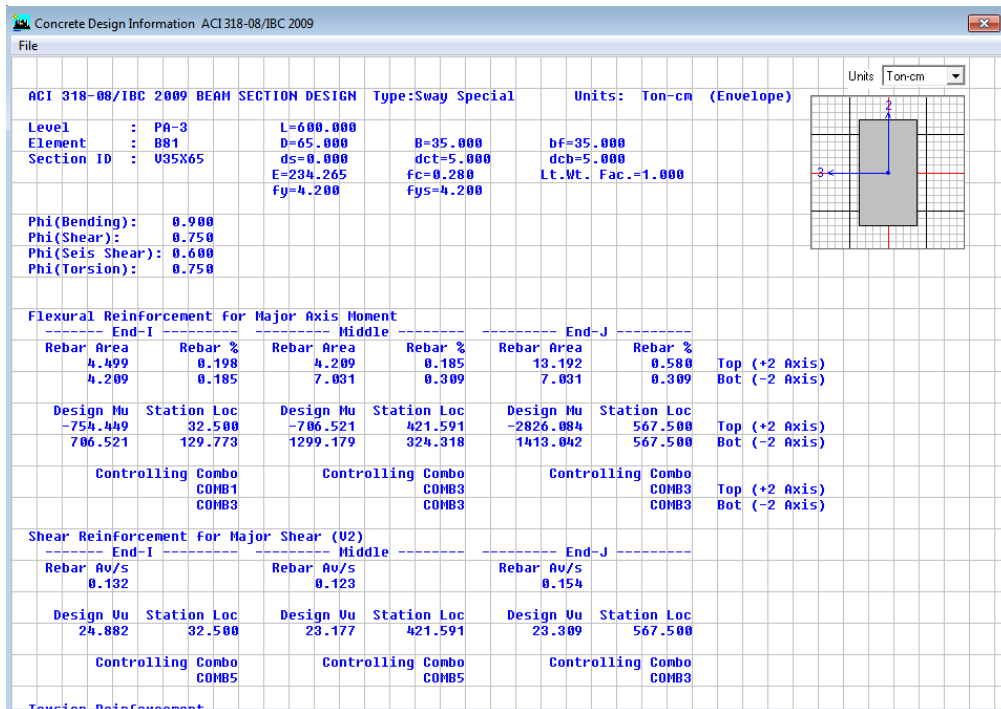 Concrete Design Information ACI 318-08/IBC 2009
File
Units Ton-cm
ACI 318-08/IBC 2009 BEAM SECTION DESIGN Type:Sway Special Units: Ton-cm (Envelope)
Level : PA-3 L=600.000
Element : B81 D=65.000 B=35.000 bf=35.000
Section ID : V35X65 ds=0.000 dct=5.000 dcb=5.000
E=234.265 fc=0.280 Lt.Wt. Fac.=1.000
fy=4.200 fys=4.200
2
3
Phi(Bending): 0.900
Phi(Shear): 0.750
Phi(Seis Shear): 0.600
Phi(Torsion): 0.750
Flexural Reinforcement for Major Axis Moment
------- End-I --------- --------- Middle -------- --------- End-J ---------
Rebar Area Rebar % Rebar Area Rebar % Rebar Area Rebar %
4.499 0.198 4.209 0.185 13.192 0.580 Top (+2 Axis)
4.209 0.185 7.031 0.309 7.031 0.309 Bot (-2 Axis)
Design Mu Station Loc Design Mu Station Loc Design Mu Station Loc
-754.449 32.500 -706.521 421.591 -2826.084 567.500 Top (+2 Axis)
706.521 129.773 1299.179 324.318 1413.042 567.500 Bot (-2 Axis)
Controlling Combo Controlling Combo Controlling Combo
COMB1 COMB3 COMB3 Top (+2 Axis)
COMB3 COMB3 COMB3 Bot (-2 Axis)
Shear Reinforcement for Major Shear (V2)
------- End-I --------- --------- Middle -------- --------- End-J ---------
Rebar Av/s Rebar Av/s Rebar Av/s
0.132 0.123 0.154
Design Vu Station Loc Design Vu Station Loc Design Vu Station Loc
24.882 32.500 23.177 421.591 23.309 567.500
Controlling Combo Controlling Combo Controlling Combo
COMB5 COMB5 COMB3
Torsion Reinforcement